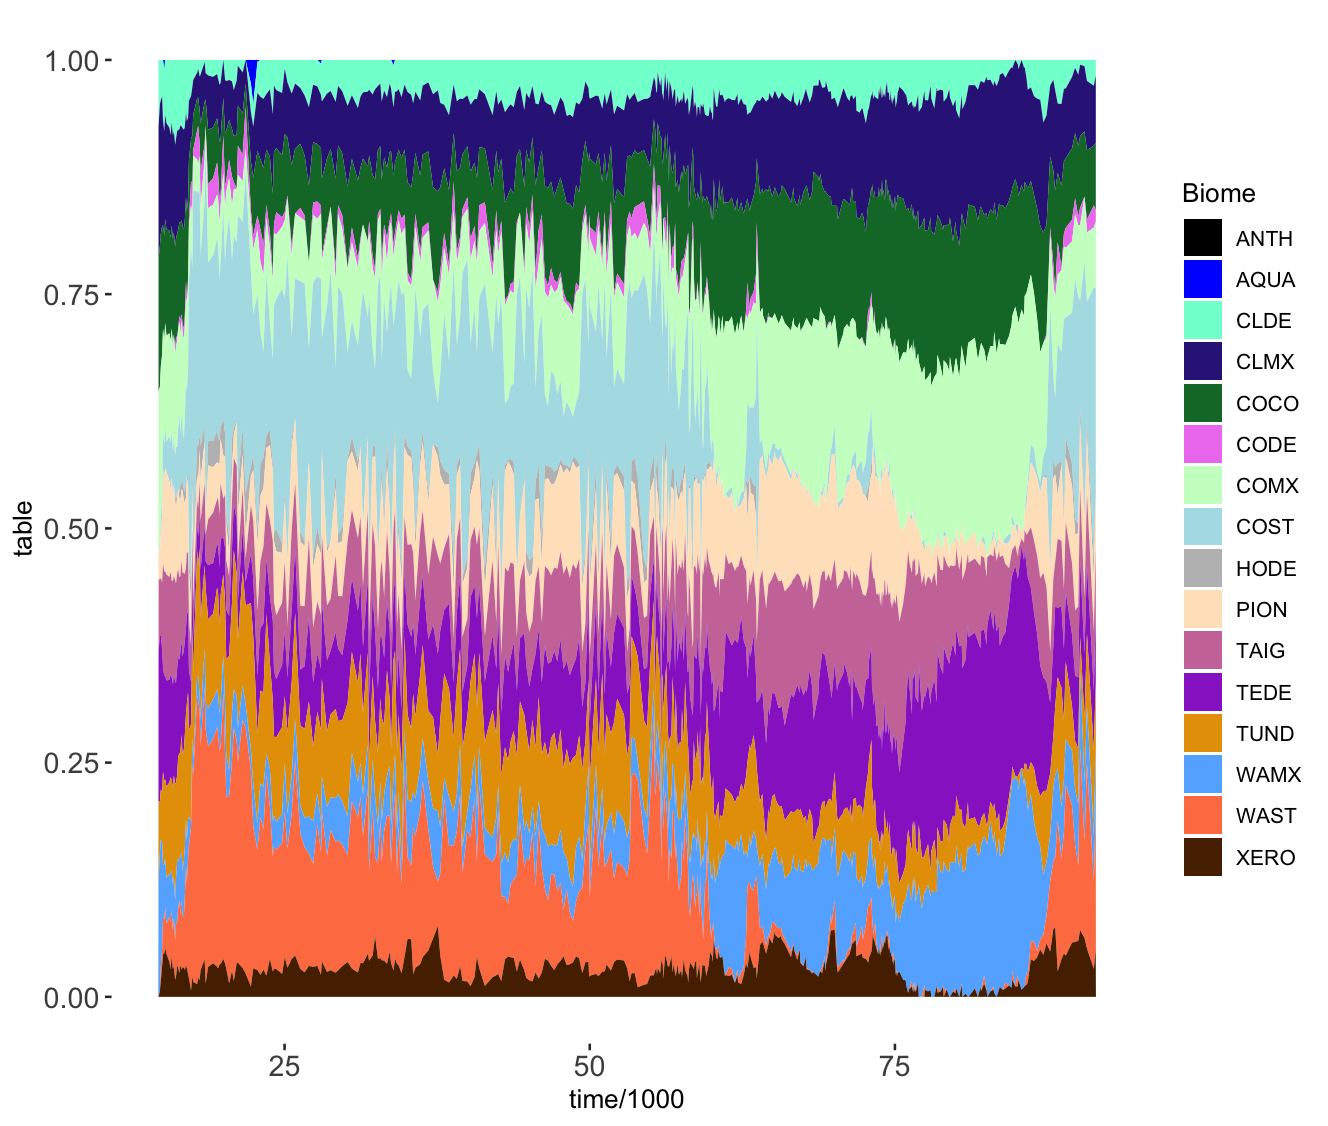 1.00
0.75
0.50
0.25
0.00
table
25 50 75
time/1000
Biome
ANTH
AQUA
CLDE
CLMX
COCO
CODE
COMX
COST
HODE
PION
TAIG
TEDE
TUND
WAMX
WAST
XERO